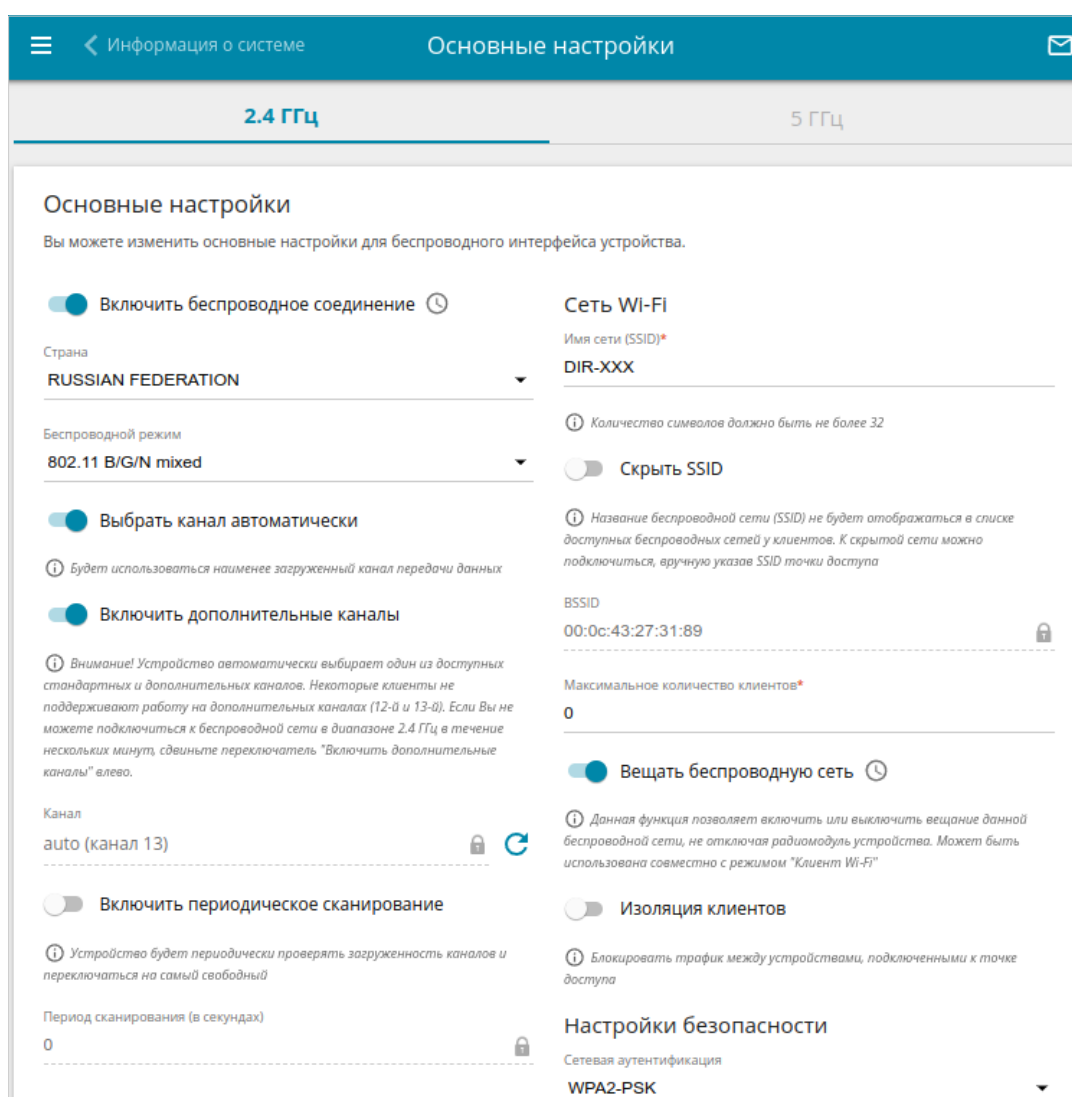 Информация о системе
Основные настройки
2.4 ГГц
5 ГГц
Основные настройки
Вы можете изменить основные настройки для беспроводного интерфейса устройства.
Включить беспроводное соединение
Страна
RUSSIAN FEDERATION
Беспроводной режим
802.11 B/G/N mixed
Выбрать канал автоматически
Будет использоваться наименее загруженный канал передачи данных
Включить дополнительные каналы
Внимание! Устройство автоматически выбирает один из доступных
стандартных и дополнительных каналов. Некоторые клиенты не
поддерживают работу на дополнительных каналах (12-й и 13-й). Если Вы не
можете подключиться к беспроводной сети в диапазоне 2.4 ГГц в течение
нескольких минут, сдвиньте переключатель "Включить дополнительные
каналы" влево.
Канал
auto (канал 13)
Включить периодическое сканирование
Устройство будет периодически проверять загруженность каналов и
переключаться на самый свободный
Период сканирования (в секундах)
0
Сеть Wi-Fi
Имя сети (SSID)*
DIR-XXX
Количество символов должно быть не более 32
Скрыть SSID
Название беспроводной сети (SSID) не будет отображаться в списке
доступных беспроводных сетей у клиентов. К скрытой сети можно
подключиться, вручную указав SSID точки доступа
BSSID
00:0c:43:27:31:89
Максимальное количество клиентов*
0
Вещать беспроводную сеть
Данная функция позволяет включить или выключить вещание данной
беспроводной сети, не отключая радиомодуль устройства. Может быть
использована совместно с режимом "Клиент Wi-Fi"
Изоляция клиентов
Блокировать трафик между устройствами, подключенными к точке
доступа
Настройки безопасности
Сетевая аутентификация
WPA2-PSK